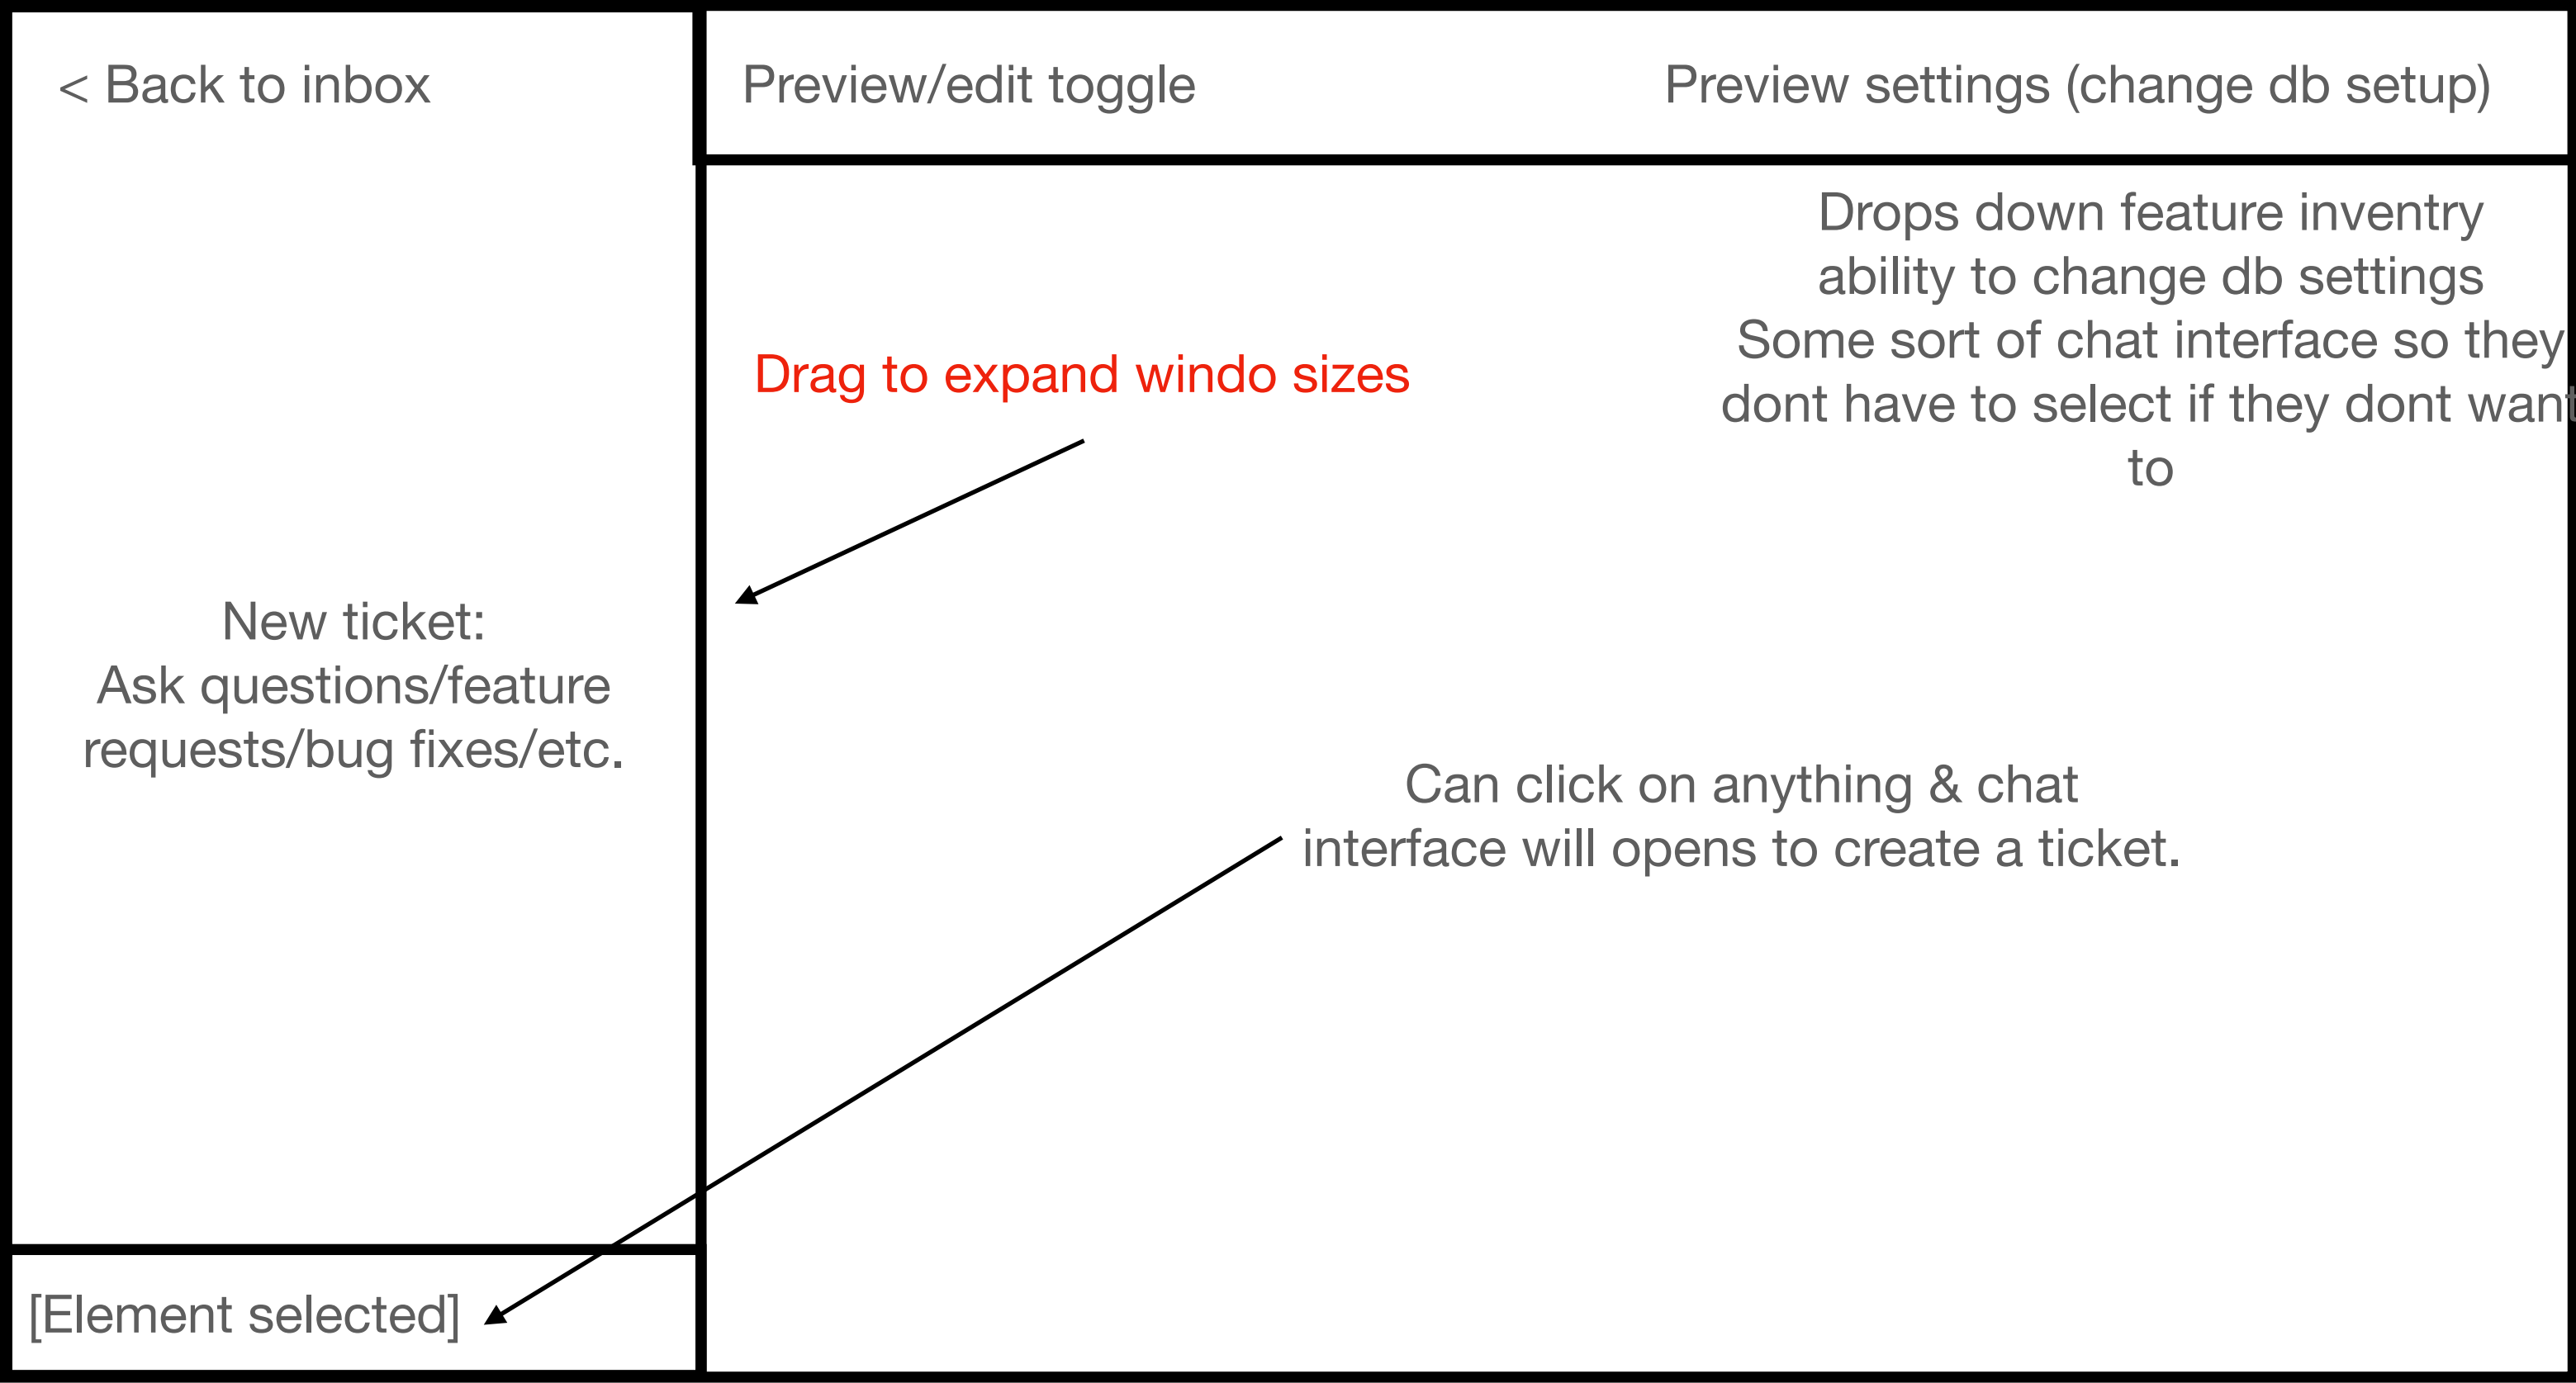 < Back to inbox
Preview/edit toggle
Preview settings (change db setup)
Drops down feature inventry
ability to change db settings
Some sort of chat interface so they
dont have to select if they dont want
to
Drag to expand windo sizes
New ticket:
Ask questions/feature
requests/bug fixes/etc.
Can click on anything & chat
interface will opens to create a ticket.
[Element selected]